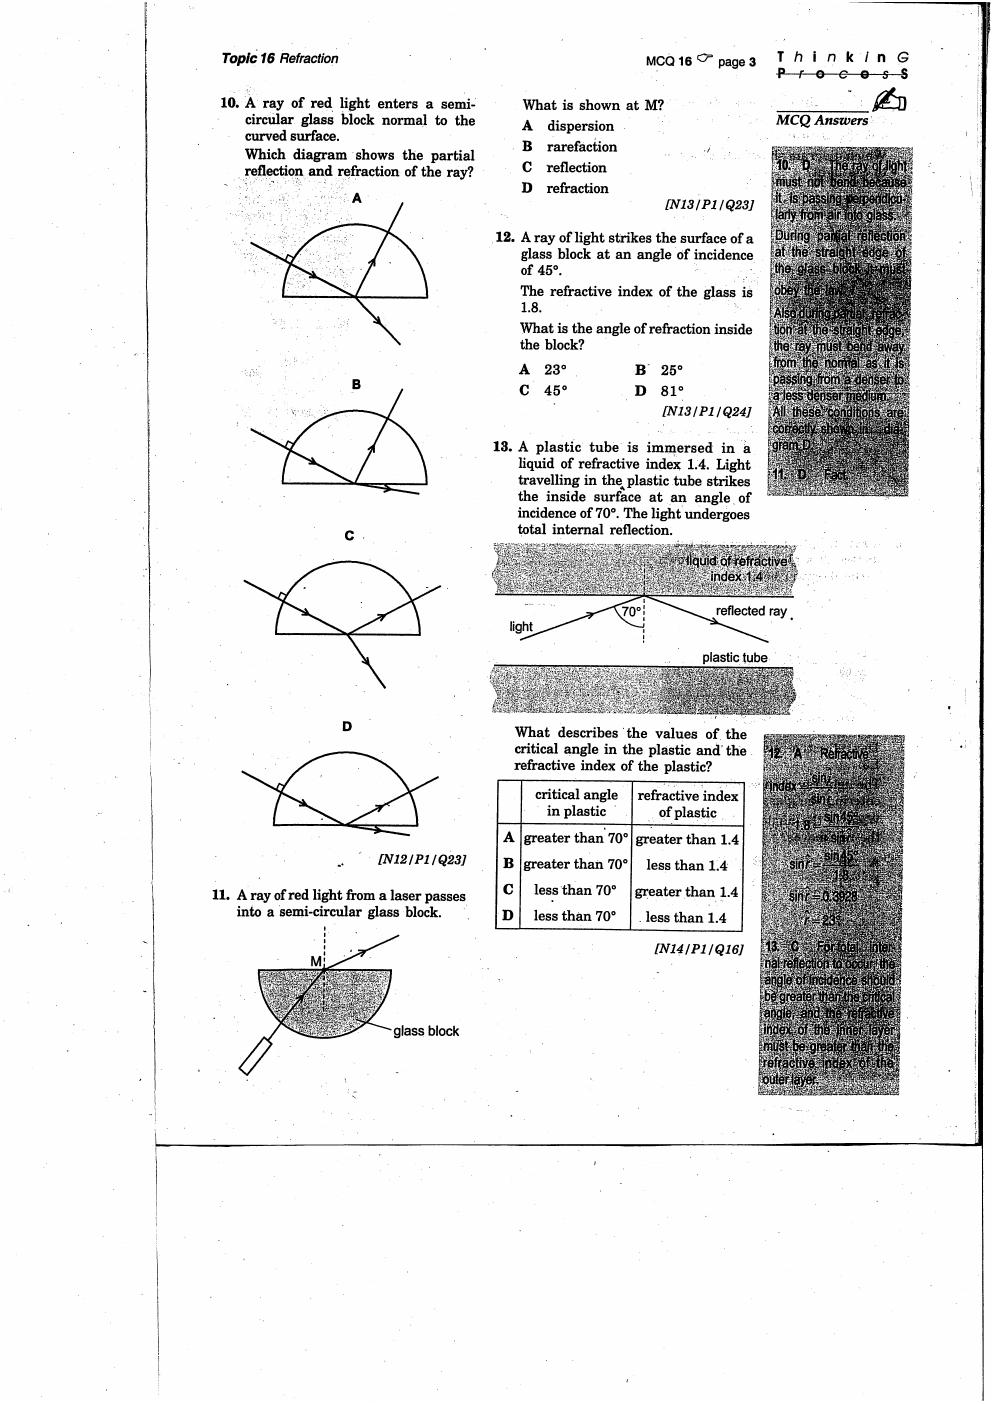 Topic 16 Refraction
MCQ 16 ☞ page 3
ThinkinG
ProcesS
MCQ Answers
10. A ray of red light enters a semi-
circular glass block normal to the
curved surface.
Which diagram shows the partial
reflection and refraction of the ray?
A
B
C
D
[N12/P1/Q23]
11. A ray of red light from a laser passes
into a semi-circular glass block.
M
glass block
What is shown at M?
A dispersion
B rarefaction
C reflection
D refraction
[N13/P1/Q23]
12. A ray of light strikes the surface of a
glass block at an angle of incidence
of 45°.
The refractive index of the glass is
1.8.
What is the angle of refraction inside
the block?
A 23° B 25°
C 45° D 81°
[N13/P1/Q24]
13. A plastic tube is immersed in a
liquid of refractive index 1.4. Light
travelling in the plastic tube strikes
the inside surface at an angle of
incidence of 70°. The light undergoes
total internal reflection.
liquid of refractive
index 1.4
70°
reflected ray
light
plastic tube
What describes the values of the
critical angle in the plastic and the
refractive index of the plastic?
critical angle in plastic refractive index of plastic
A greater than 70° greater than 1.4
B greater than 70° less than 1.4
C less than 70° greater than 1.4
D less than 70° less than 1.4
[N14/P1/Q16]
10. D The ray of light
must not bend because
it is passing perpendicu-
larly from air into glass.
During partial reflection
at the straight edge of
the glass block it must
obey the law
Also during partial refrac-
tion at the straight edge,
the ray must bend away
from the normal as it is
passing from a denser to
a less denser medium.
All these conditions are
correctly shown in dia-
gram D.
11. D Fact
12. A Refractive
index = sin i
sin r
1.8 = sin 45
sin r
sin r = sin 45
1.8
sin r = 0.3928
r = 23°
13. C For total inter-
nal reflection to occur, the
angle of incidence should
be greater than the critical
angle, and the refractive
index of the inner layer
must be greater than the
refractive index of the
outer layer.